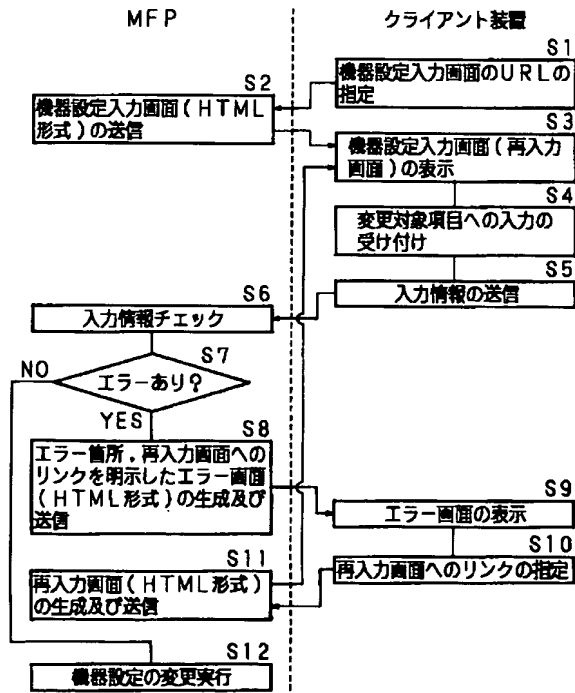 MFP
クライアント装置
S1
機器設定入力画面のURLの
指定
S2
機器設定入力画面(HTML
形式)の送信
S3
機器設定入力画面(再入力
画面)の表示
S4
変更対象項目への入力の
受け付け
S5
入力情報の送信
S6
入力情報チェック
S7
エラーあり?
NO
YES
S8
エラー箇所,再入力画面への
リンクを明示したエラー画面
(HTML形式)の生成及び
送信
S9
エラー画面の表示
S10
再入力画面へのリンクの指定
S11
再入力画面(HTML形式)
の生成及び送信
S12
機器設定の変更実行